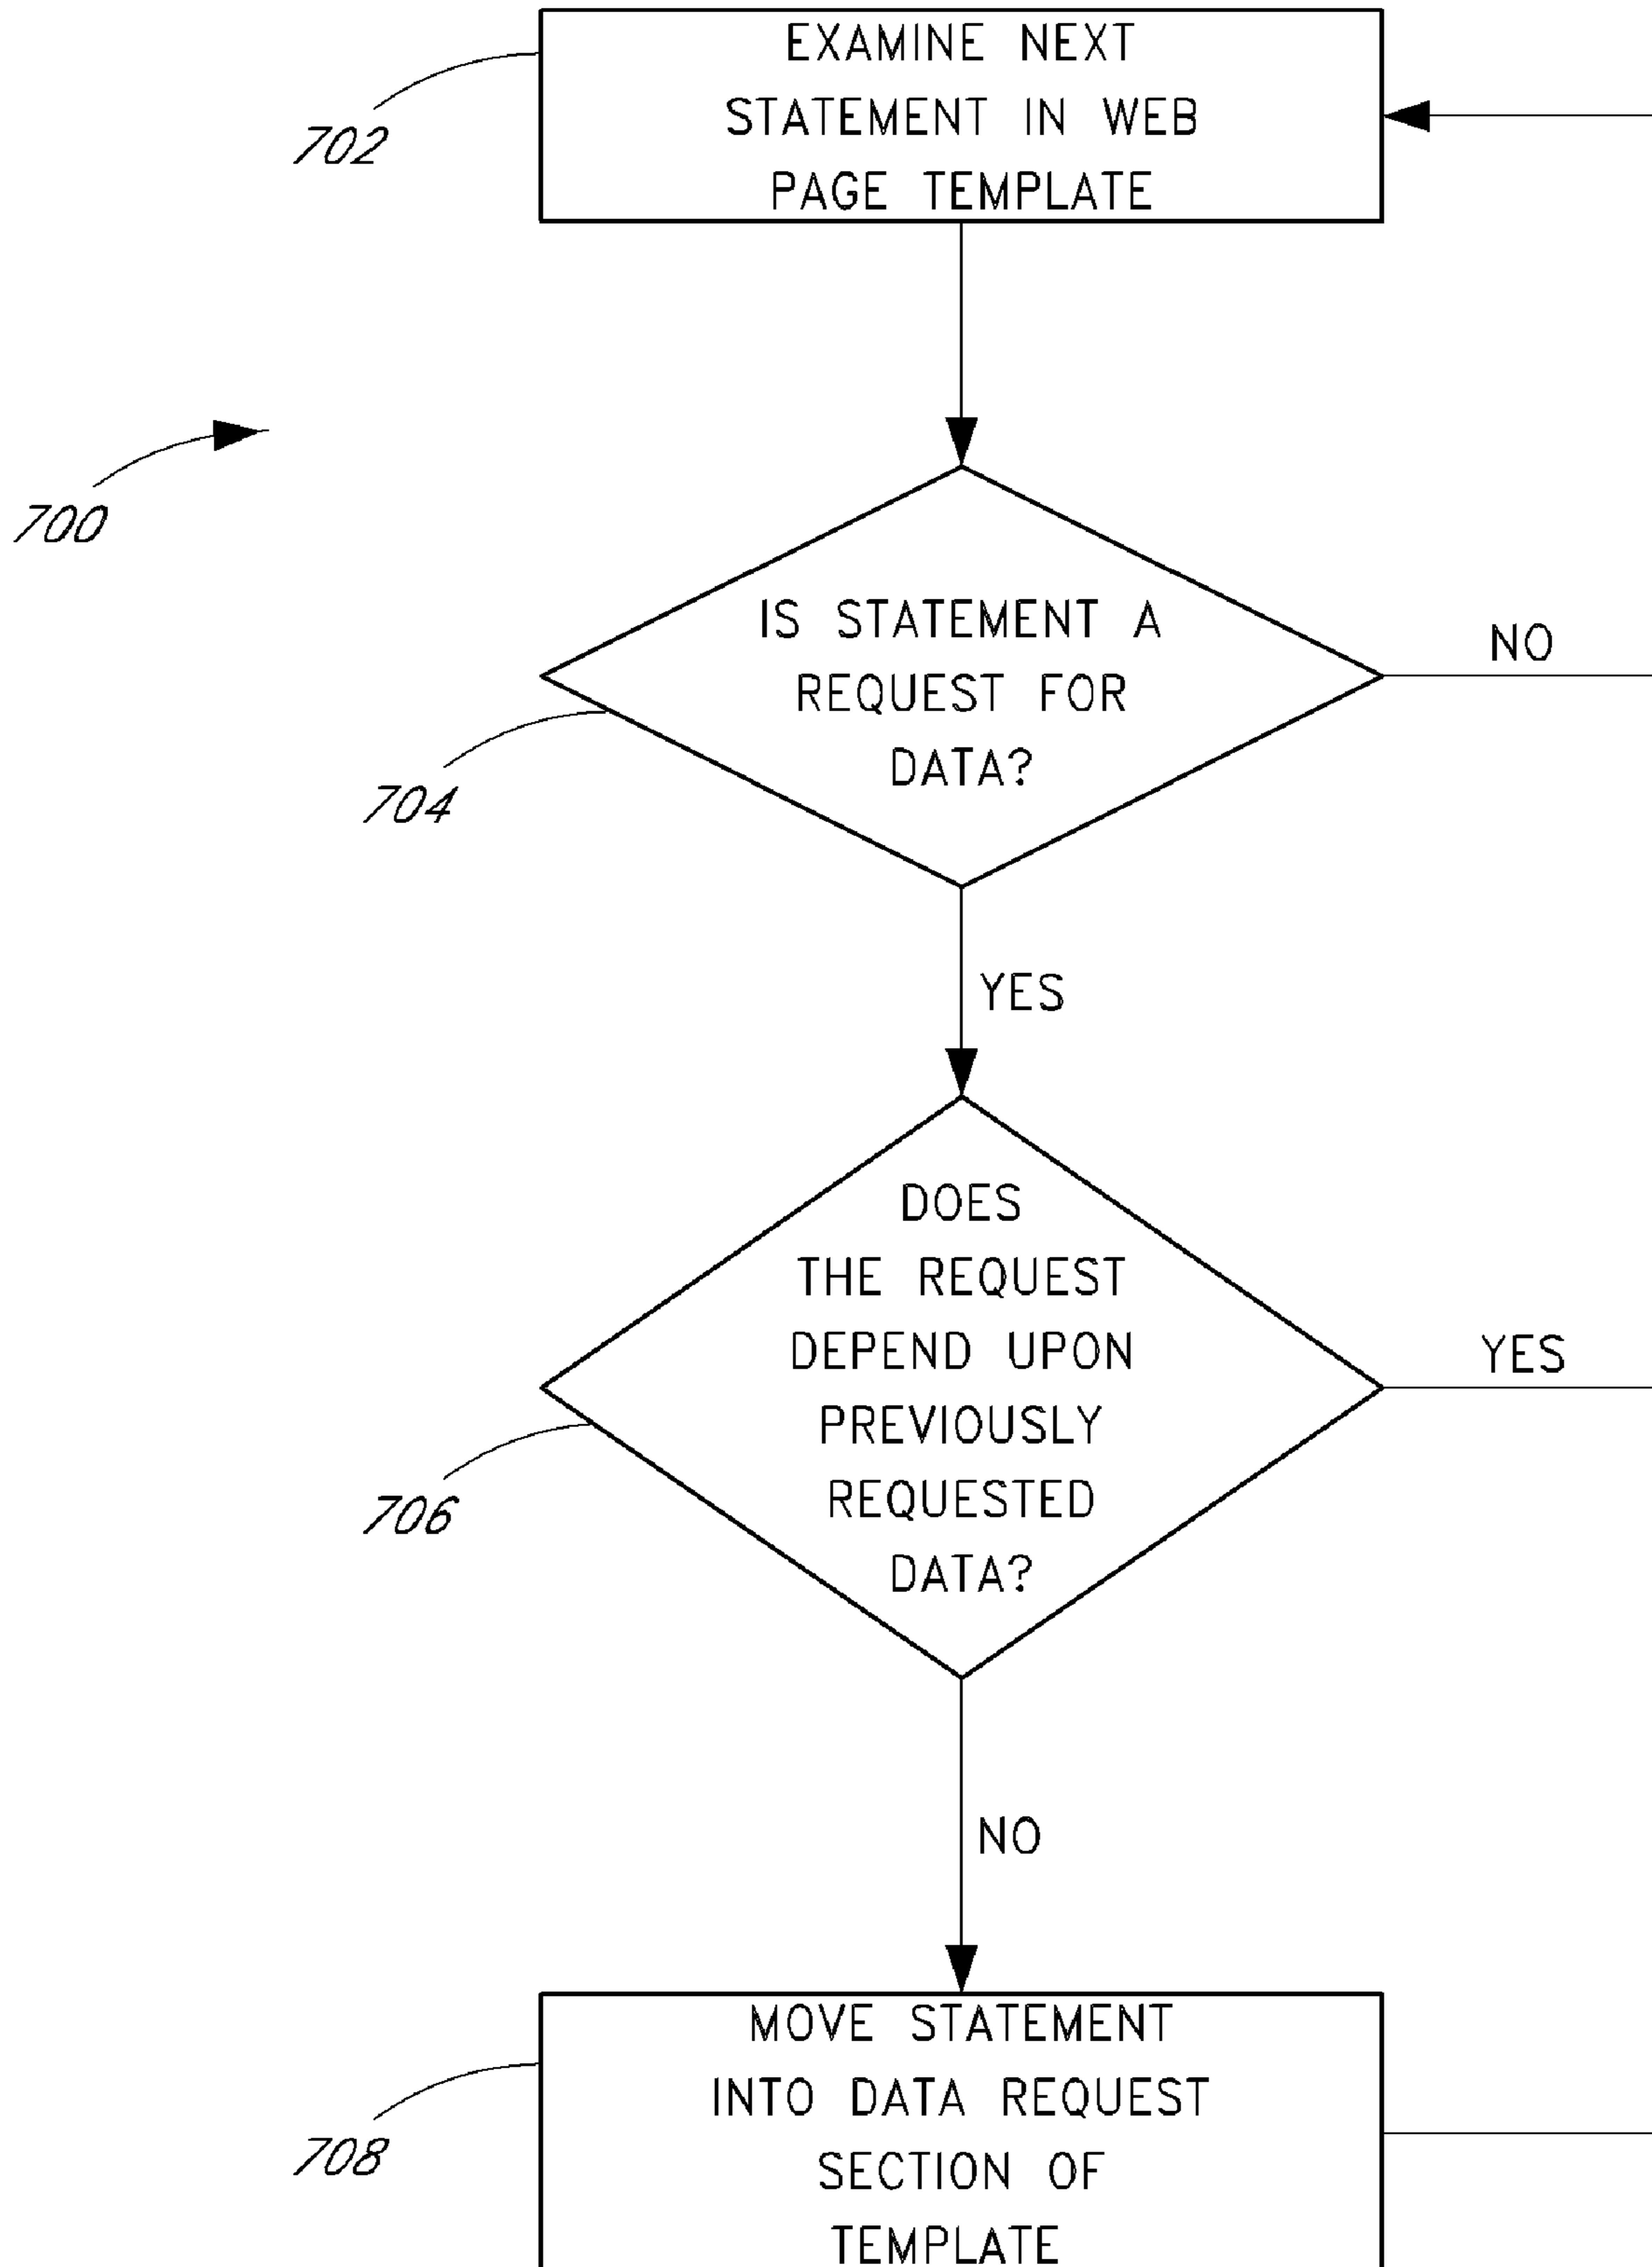 EXAMINE NEXT
STATEMENT IN WEB
PAGE TEMPLATE
702
700
IS STATEMENT A
REQUEST FOR
DATA?
NO
704
YES
DOES
THE REQUEST
DEPEND UPON
PREVIOUSLY
REQUESTED
DATA?
YES
706
NO
MOVE STATEMENT
INTO DATA REQUEST
SECTION OF
TEMPLATE
708